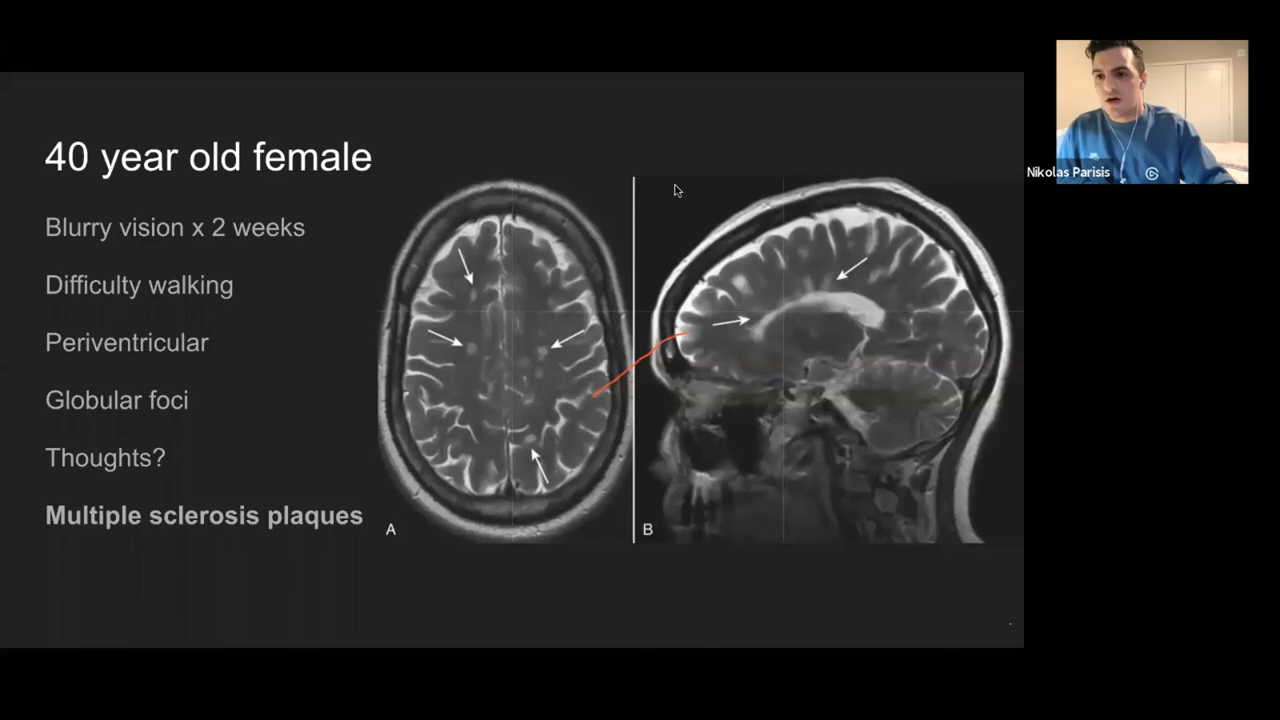 40 year old female
Blurry vision x 2 weeks
Difficulty walking
Periventricular
Globular foci
Thoughts?
Multiple sclerosis plaques
A
B
Nikolas Parisis